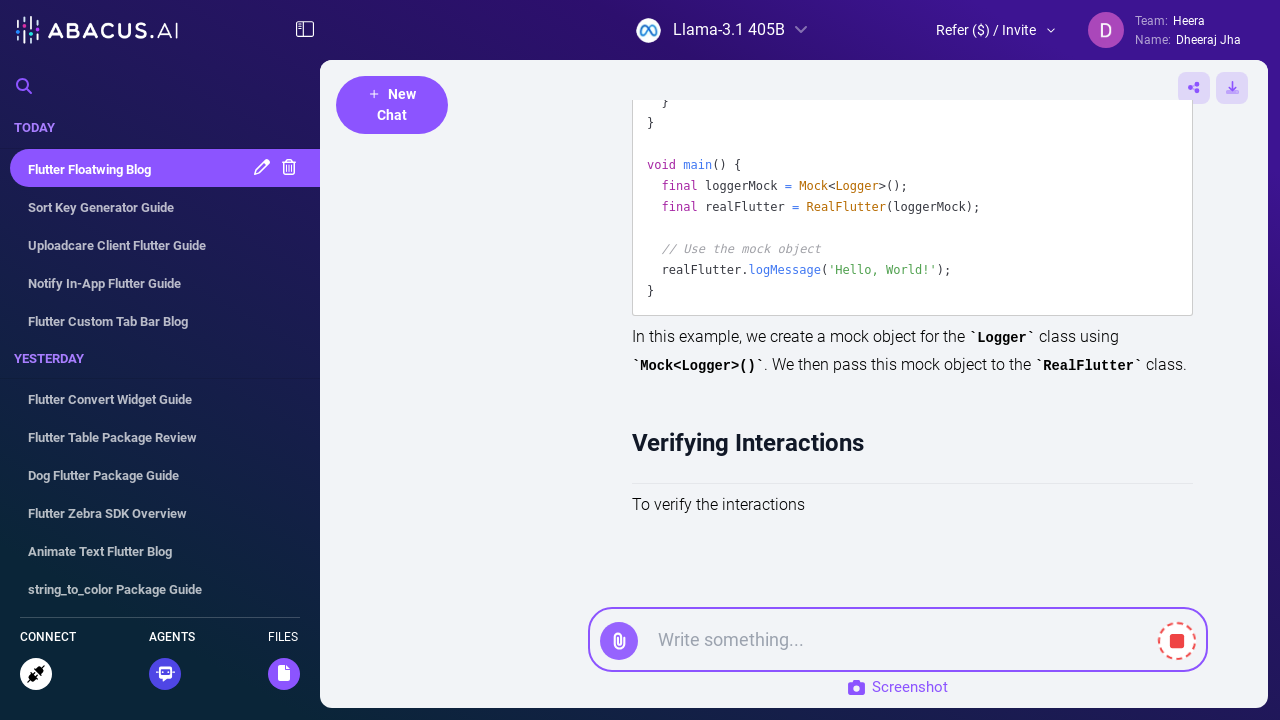 ABACUS.AI
Llama-3.1 405B
Refer ($) / Invite
D
Team: Heera
Name: Dheeraj Jha
TODAY
Flutter Floatwing Blog
Sort Key Generator Guide
Uploadcare Client Flutter Guide
Notify In-App Flutter Guide
Flutter Custom Tab Bar Blog
YESTERDAY
Flutter Convert Widget Guide
Flutter Table Package Review
Dog Flutter Package Guide
Flutter Zebra SDK Overview
Animate Text Flutter Blog
string_to_color Package Guide
CONNECT
AGENTS
FILES
+ New
Chat
}
}
void main() {
final loggerMock = Mock<Logger>();
final realFlutter = RealFlutter(loggerMock);
// Use the mock object
realFlutter.logMessage('Hello, World!');
}
In this example, we create a mock object for the `Logger` class using
`Mock<Logger>()`. We then pass this mock object to the `RealFlutter` class.
Verifying Interactions
To verify the interactions
Write something...
Screenshot